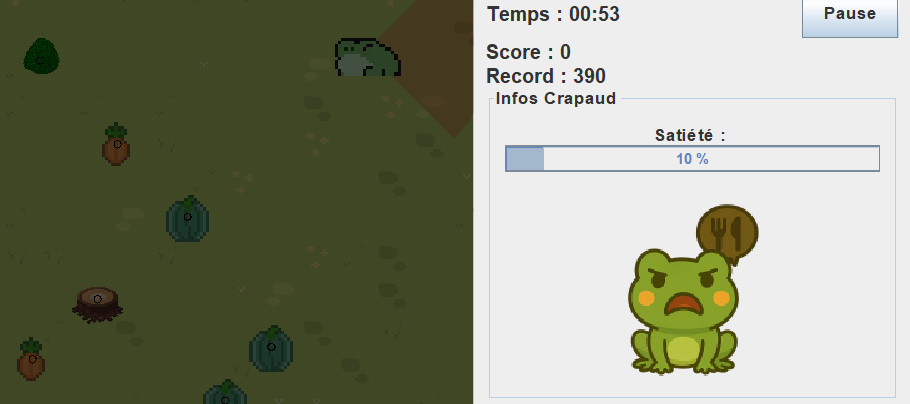 Temps : 00:53
Pause
Score : 0
Record : 390
Infos Crapaud
Satiété :
10 %